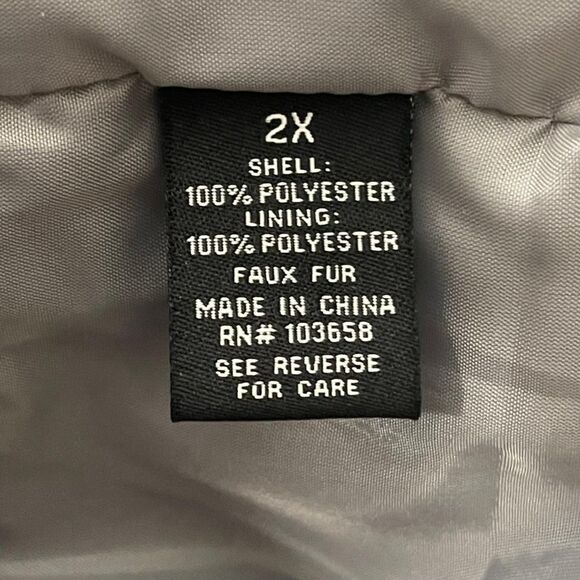 2X
SHELL:
100% POLYESTER
LINING:
100% POLYESTER
FAUX FUR
MADE IN CHINA
RN# 103658
SEE REVERSE
FOR CARE